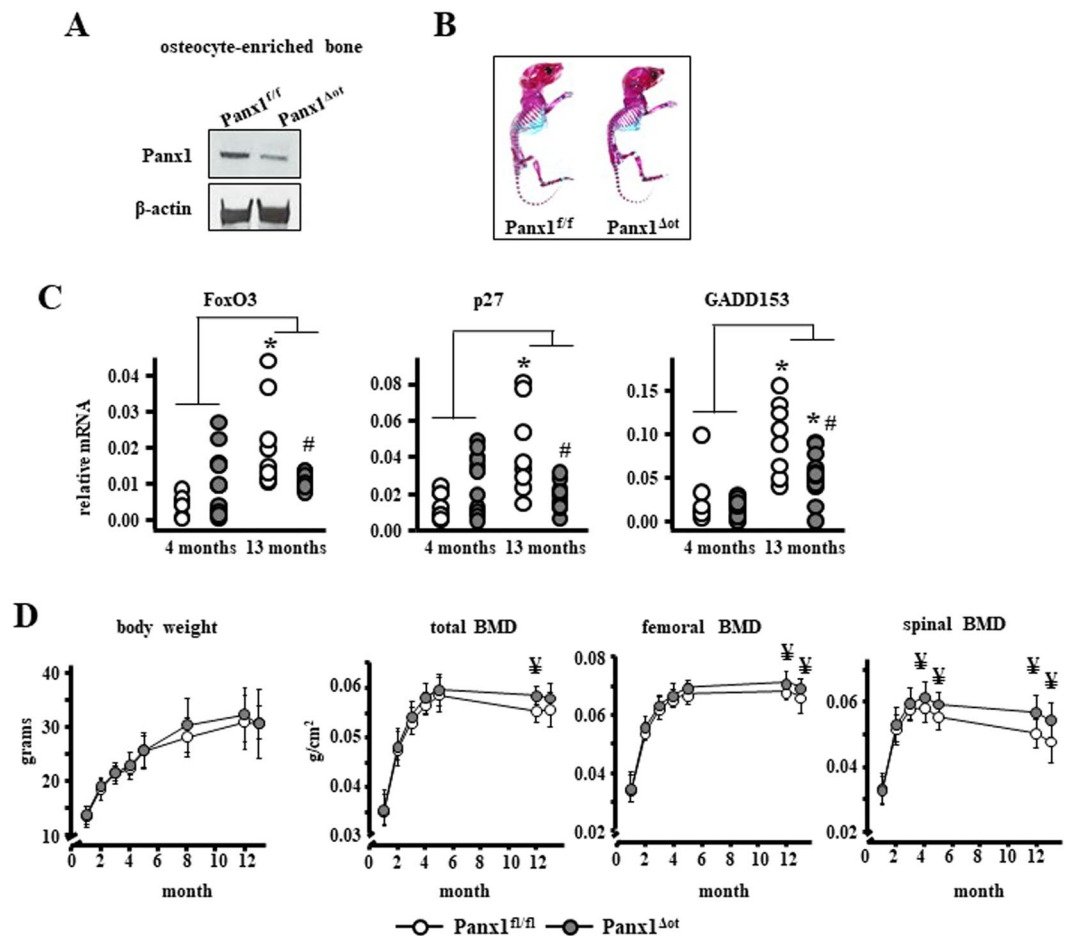 A
osteocyte-enriched bone
Panx1f/f
Panx1Δot
Panx1
β-actin
B
Panx1f/f Panx1Δot
C
FoxO3
relative mRNA
0.04
0.03
0.02
0.01
0.00
*
#
4 months 13 months
p27
0.08
0.06
0.04
0.02
0.00
*
#
4 months 13 months
GADD153
0.15
0.10
0.05
0.00
*
* #
4 months 13 months
D
body weight
grams
40
30
20
10
0 2 4 6 8 10 12
month
total BMD
g/cm2
0.06
0.05
0.04
0.03
¥
0 2 4 6 8 10 12
month
femoral BMD
0.08
0.06
0.04
0.02
¥ ¥
0 2 4 6 8 10 12
month
spinal BMD
0.06
0.04
0.02
¥ ¥ ¥ ¥
0 2 4 6 8 10 12
month
Panx1fl/fl Panx1Δot